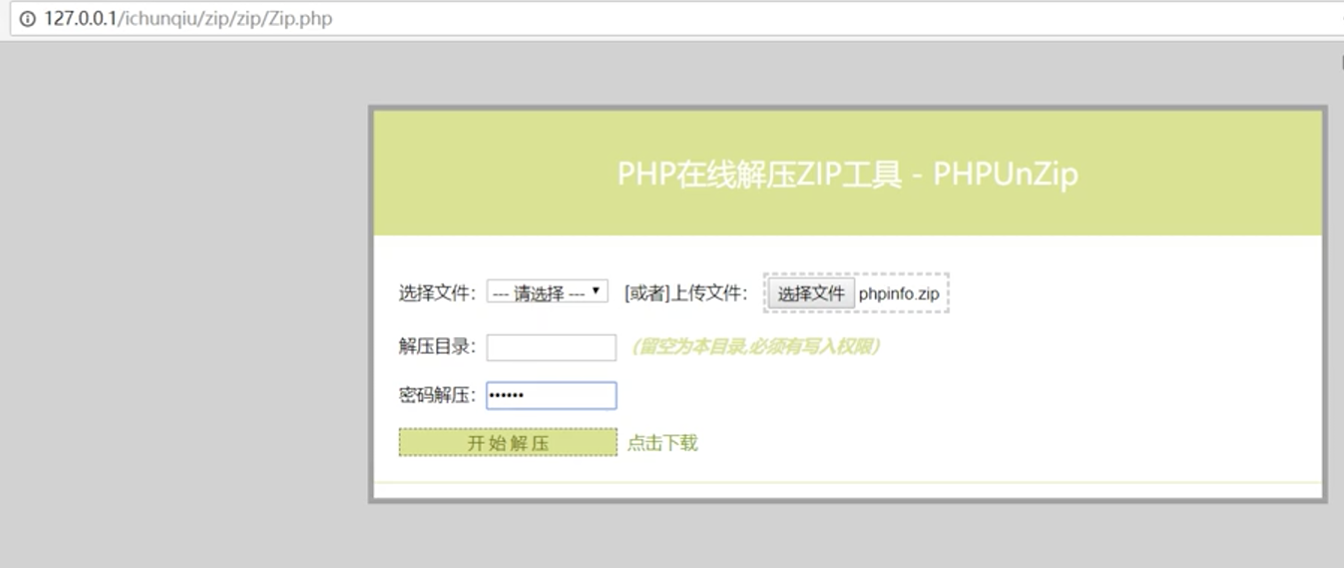 127.0.0.1/ichunqiu/zip/zip/Zip.php
PHP在线解压ZIP工具 - PHPUnZip
选择文件： --- 请选择 --- [或者]上传文件： 选择文件 phpinfo.zip
解压目录： （留空为本目录,必须有写入权限）
密码解压： ••••••
开始解压 点击下载